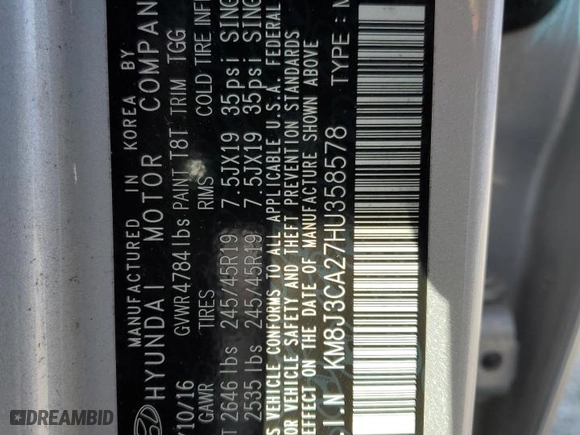 MANUFACTURED IN KOREA BY
HYUNDAI MOTOR COMPAN
/10/16 GVWR 4784 lbs PAINT T8T TRIM TGG
GAWR TIRES RIMS COLD TIRE INF
T 2646 lbs 245/45R19 7.5JX19 35psi SING
2535 lbs 245/45R19 7.5JX19 35psi SING
S VEHICLE CONFORMS TO ALL APPLICABLE U.S.A. FEDERAL
VEHICLE SAFETY AND THEFT PREVENTION STANDARDS
EFFECT ON THE DATE OF MANUFACTURE SHOWN ABOVE
.I.N KM8J3CA27HU358578 TYPE: M
DREAMBID